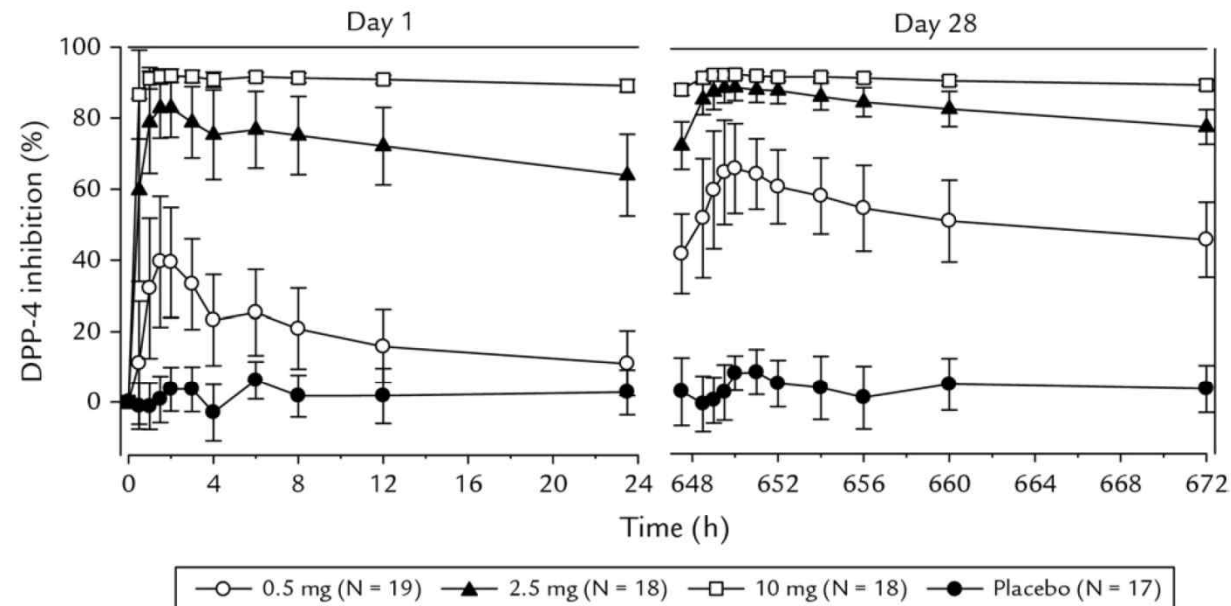 Day 1
Day 28
DPP-4 inhibition (%)
100
80
60
40
20
0
0 4 8 12 16 20 24
648 652 656 660 664 668 672
Time (h)
0.5 mg (N = 19) 2.5 mg (N = 18) 10 mg (N = 18) Placebo (N = 17)